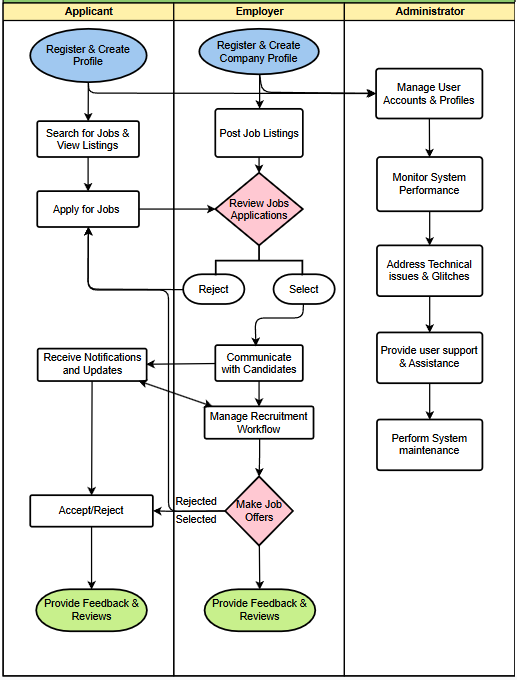 Applicant
Employer
Administrator
Register & Create
Profile
Register & Create
Company Profile
Manage User
Accounts & Profiles
Search for Jobs &
View Listings
Post Job Listings
Monitor System
Performance
Apply for Jobs
Review Jobs
Applications
Address Technical
issues & Glitches
Reject
Select
Receive Notifications
and Updates
Communicate
with Candidates
Provide user support
& Assistance
Manage Recruitment
Workflow
Perform System
maintenance
Accept/Reject
Rejected
Selected
Make Job
Offers
Provide Feedback &
Reviews
Provide Feedback &
Reviews